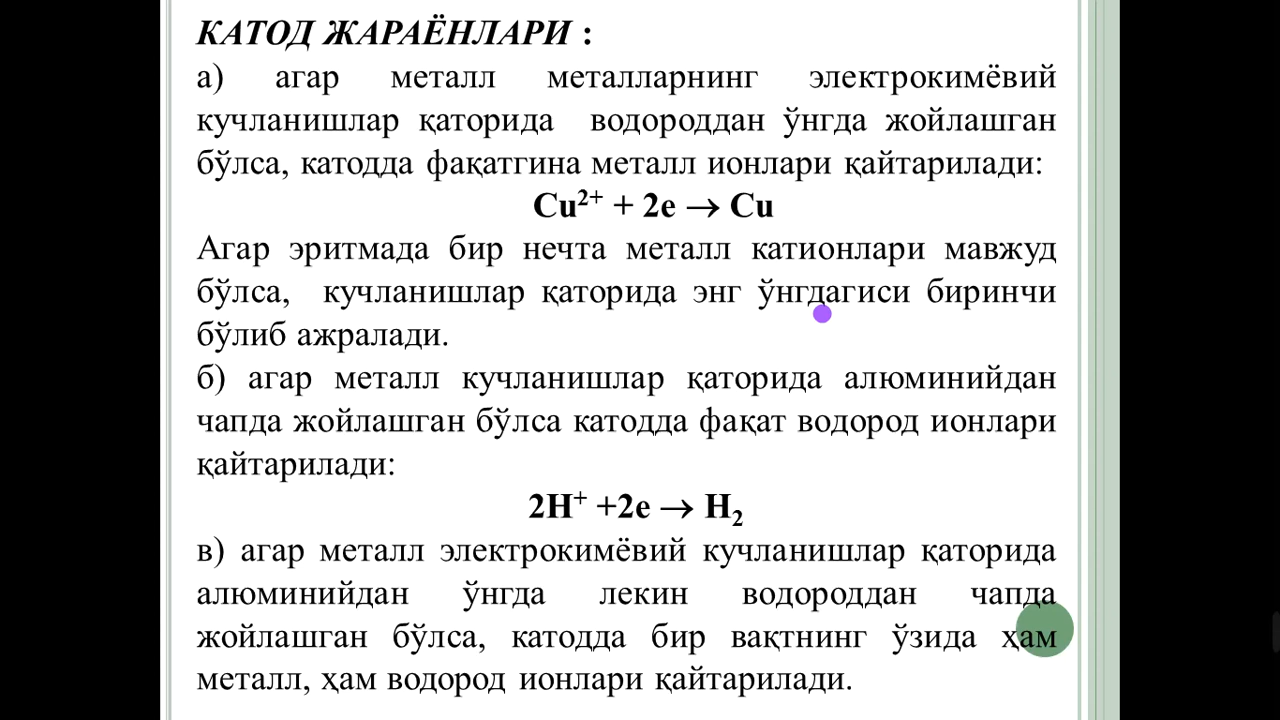 КАТОД ЖАРАЁНЛАРИ :
а) агар металл металларнинг электрокимёвий
кучланишлар қаторида водороддан ўнгда жойлашган
бўлса, катодда фақатгина металл ионлари қайтарилади:
Cu²⁺ + 2e → Cu
Агар эритмада бир нечта металл катионлари мавжуд
бўлса, кучланишлар қаторида энг ўнгдагиси биринчи
бўлиб ажралади.
б) агар металл кучланишлар қаторида алюминийдан
чапда жойлашган бўлса катодда фақат водород ионлари
қайтарилади:
2H⁺ +2e → H₂
в) агар металл электрокимёвий кучланишлар қаторида
алюминийдан ўнгда лекин водороддан чапда
жойлашган бўлса, катодда бир вақтнинг ўзида ҳам
металл, ҳам водород ионлари қайтарилади.